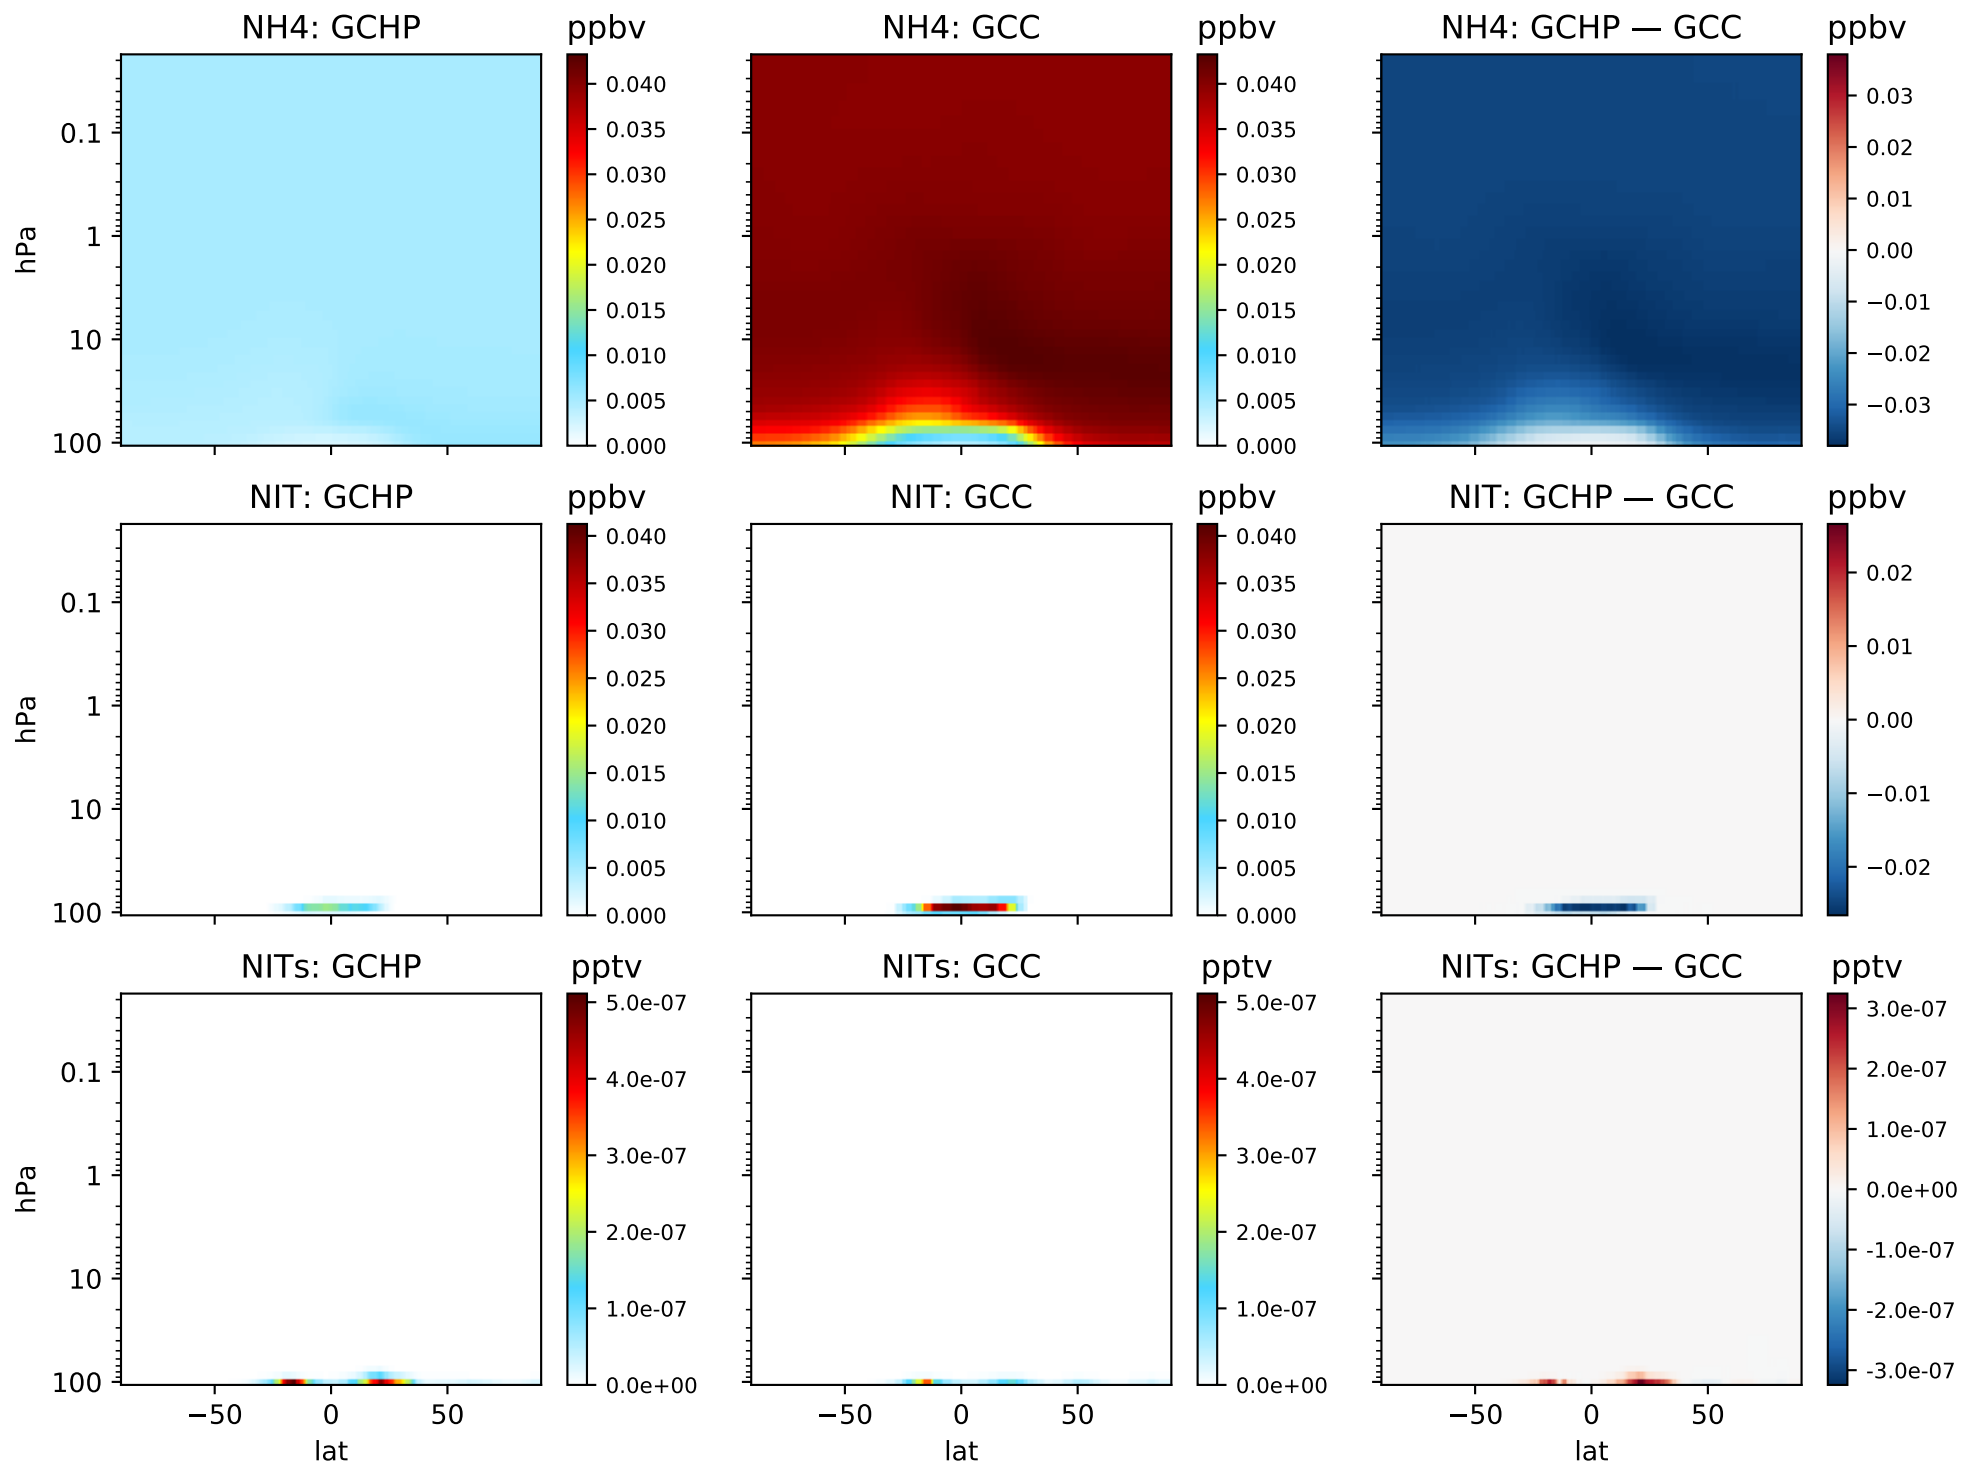 NH4: GCHP ppbv NH4: GCC ppbv NH4: GCHP — GCC ppbv
hPa
0.1
1
10
100
0.040
0.035
0.030
0.025
0.020
0.015
0.010
0.005
0.000
0.040
0.035
0.030
0.025
0.020
0.015
0.010
0.005
0.000
0.03
0.02
0.01
0.00
−0.01
−0.02
−0.03
NIT: GCHP ppbv NIT: GCC ppbv NIT: GCHP — GCC ppbv
hPa
0.1
1
10
100
0.040
0.035
0.030
0.025
0.020
0.015
0.010
0.005
0.000
0.040
0.035
0.030
0.025
0.020
0.015
0.010
0.005
0.000
0.02
0.01
0.00
−0.01
−0.02
NITs: GCHP pptv NITs: GCC pptv NITs: GCHP — GCC pptv
hPa
0.1
1
10
100
5.0e-07
4.0e-07
3.0e-07
2.0e-07
1.0e-07
0.0e+00
5.0e-07
4.0e-07
3.0e-07
2.0e-07
1.0e-07
0.0e+00
3.0e-07
2.0e-07
1.0e-07
0.0e+00
-1.0e-07
-2.0e-07
-3.0e-07
−50 0 50 −50 0 50 −50 0 50
lat lat lat